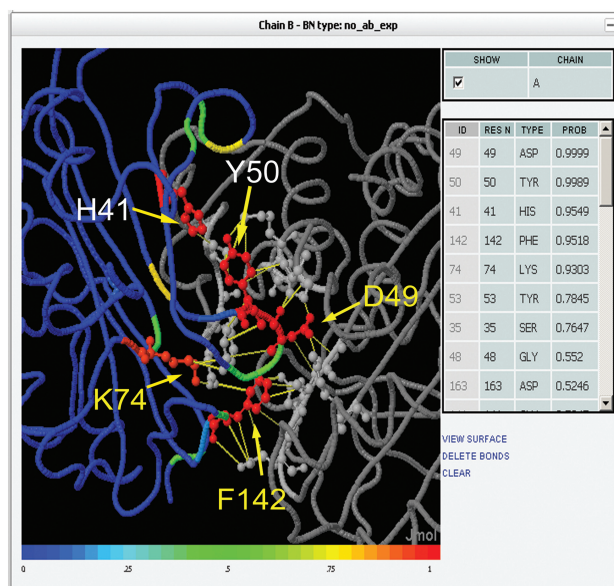 Chain B - BN type: no_ab_exp
SHOW CHAIN
A
ID RES N TYPE PROB
49 49 ASP 0.9999
50 50 TYR 0.9989
41 41 HIS 0.9549
142 142 PHE 0.9518
74 74 LYS 0.9303
53 53 TYR 0.7845
35 35 SER 0.7647
48 48 GLY 0.552
163 163 ASP 0.5246
VIEW SURFACE
DELETE BONDS
CLEAR
Y50
H41
D49
K74
F142
Jmol
0 .25 .5 .75 1